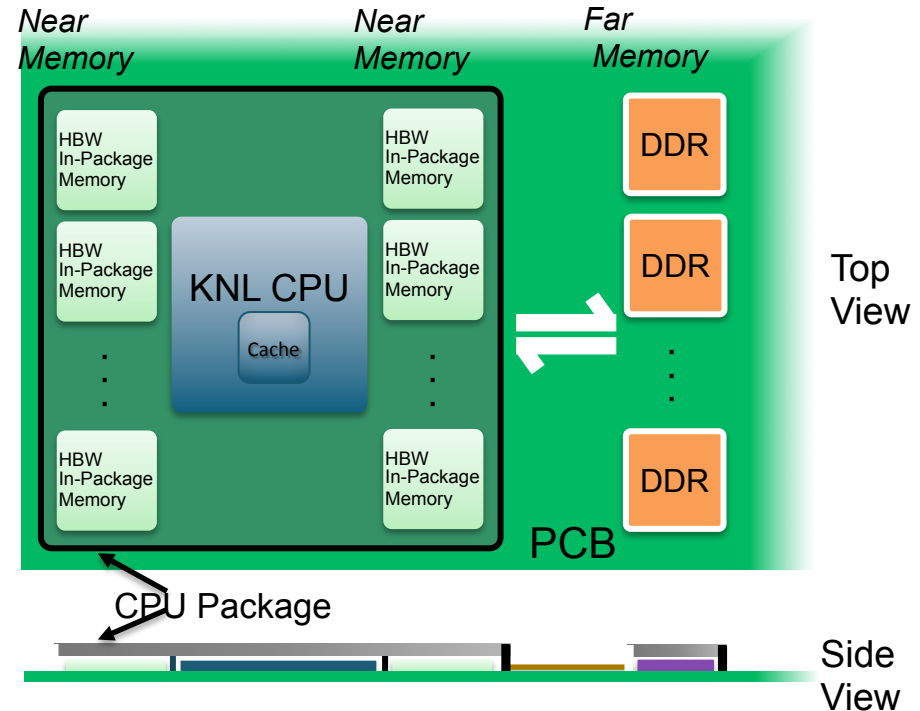 Near
Memory
Near
Memory
Far
Memory
HBW
In-Package
Memory
HBW
In-Package
Memory
DDR
HBW
In-Package
Memory
HBW
In-Package
Memory
DDR
KNL CPU
Cache
Top
View
.
.
.
.
.
.
.
.
.
HBW
In-Package
Memory
HBW
In-Package
Memory
DDR
PCB
CPU Package
Side
View